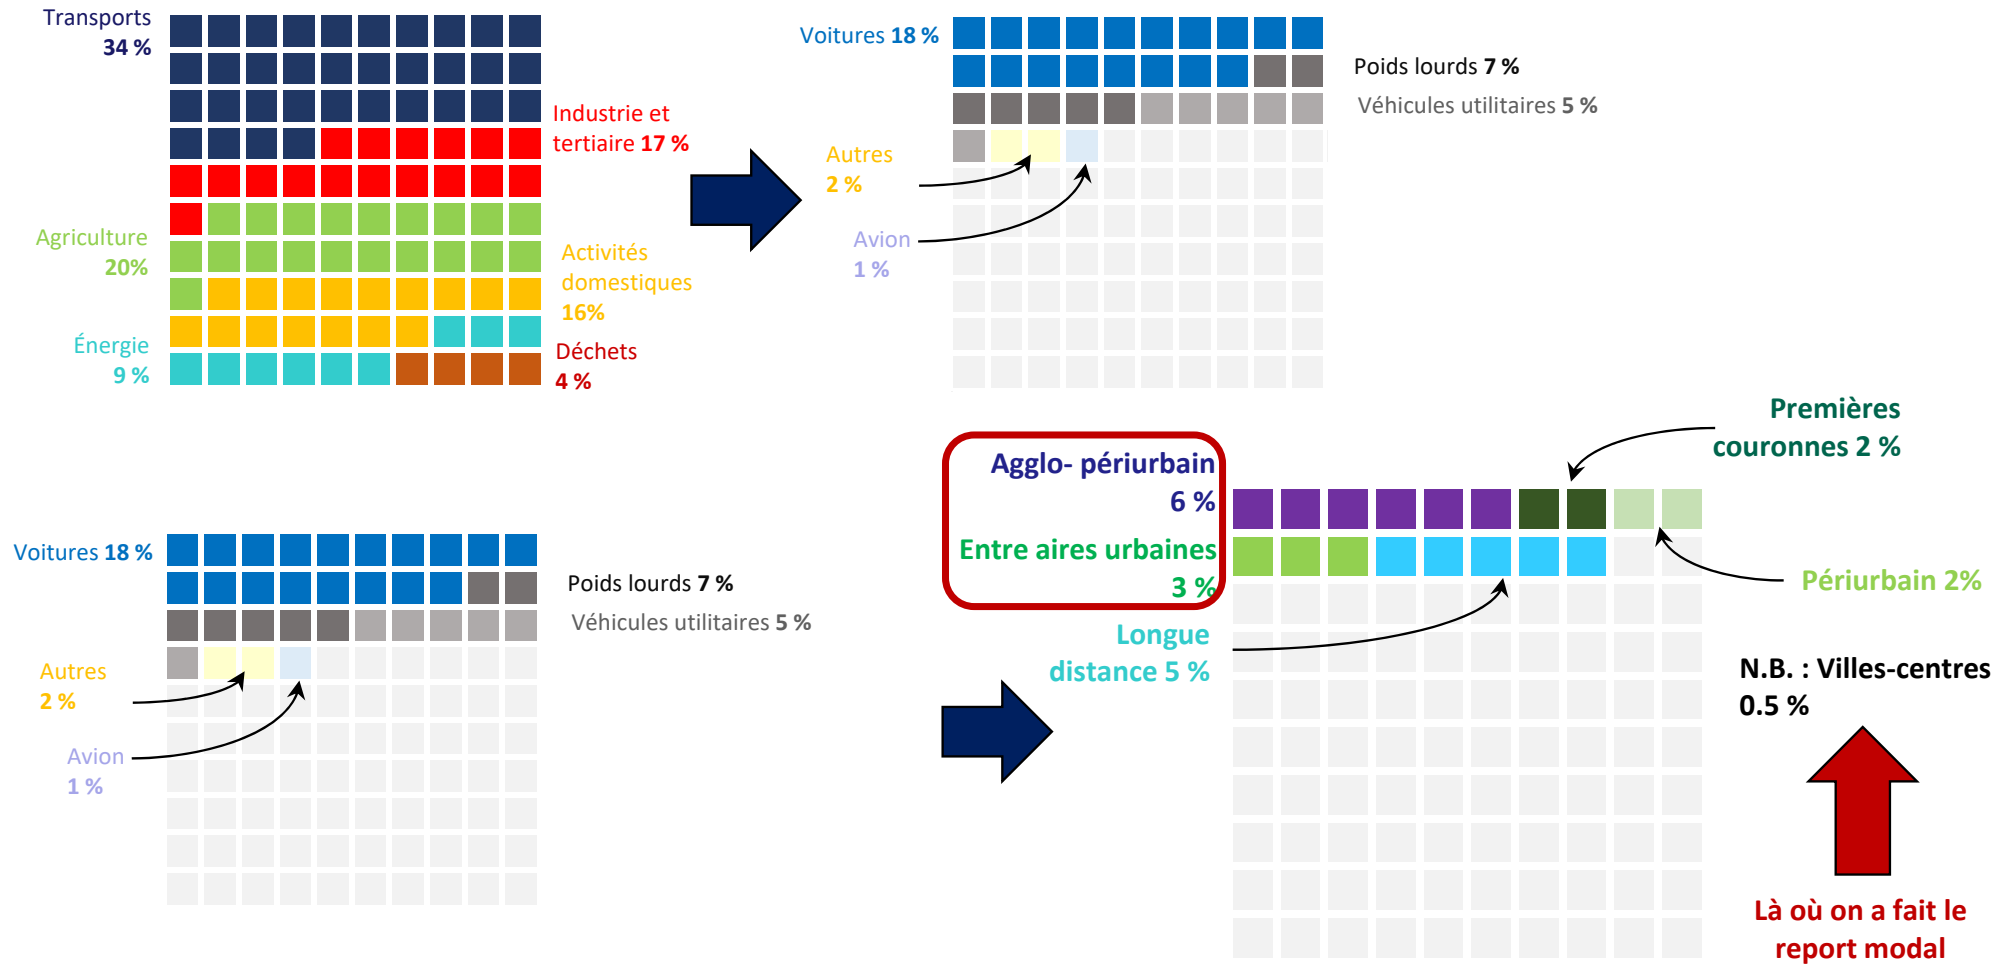 Transports
34 %
Industrie et
tertiaire 17 %
Agriculture
20%
Activités
domestiques
16%
Énergie
9 %
Déchets
4 %
Voitures 18 %
Poids lourds 7 %
Véhicules utilitaires 5 %
Autres
2 %
Avion
1 %
Voitures 18 %
Poids lourds 7 %
Véhicules utilitaires 5 %
Autres
2 %
Avion
1 %
Premières
couronnes 2 %
Agglo- périurbain
6 %
Entre aires urbaines
3 %
Périurbain 2%
Longue
distance 5 %
N.B. : Villes-centres
0.5 %
Là où on a fait le
report modal